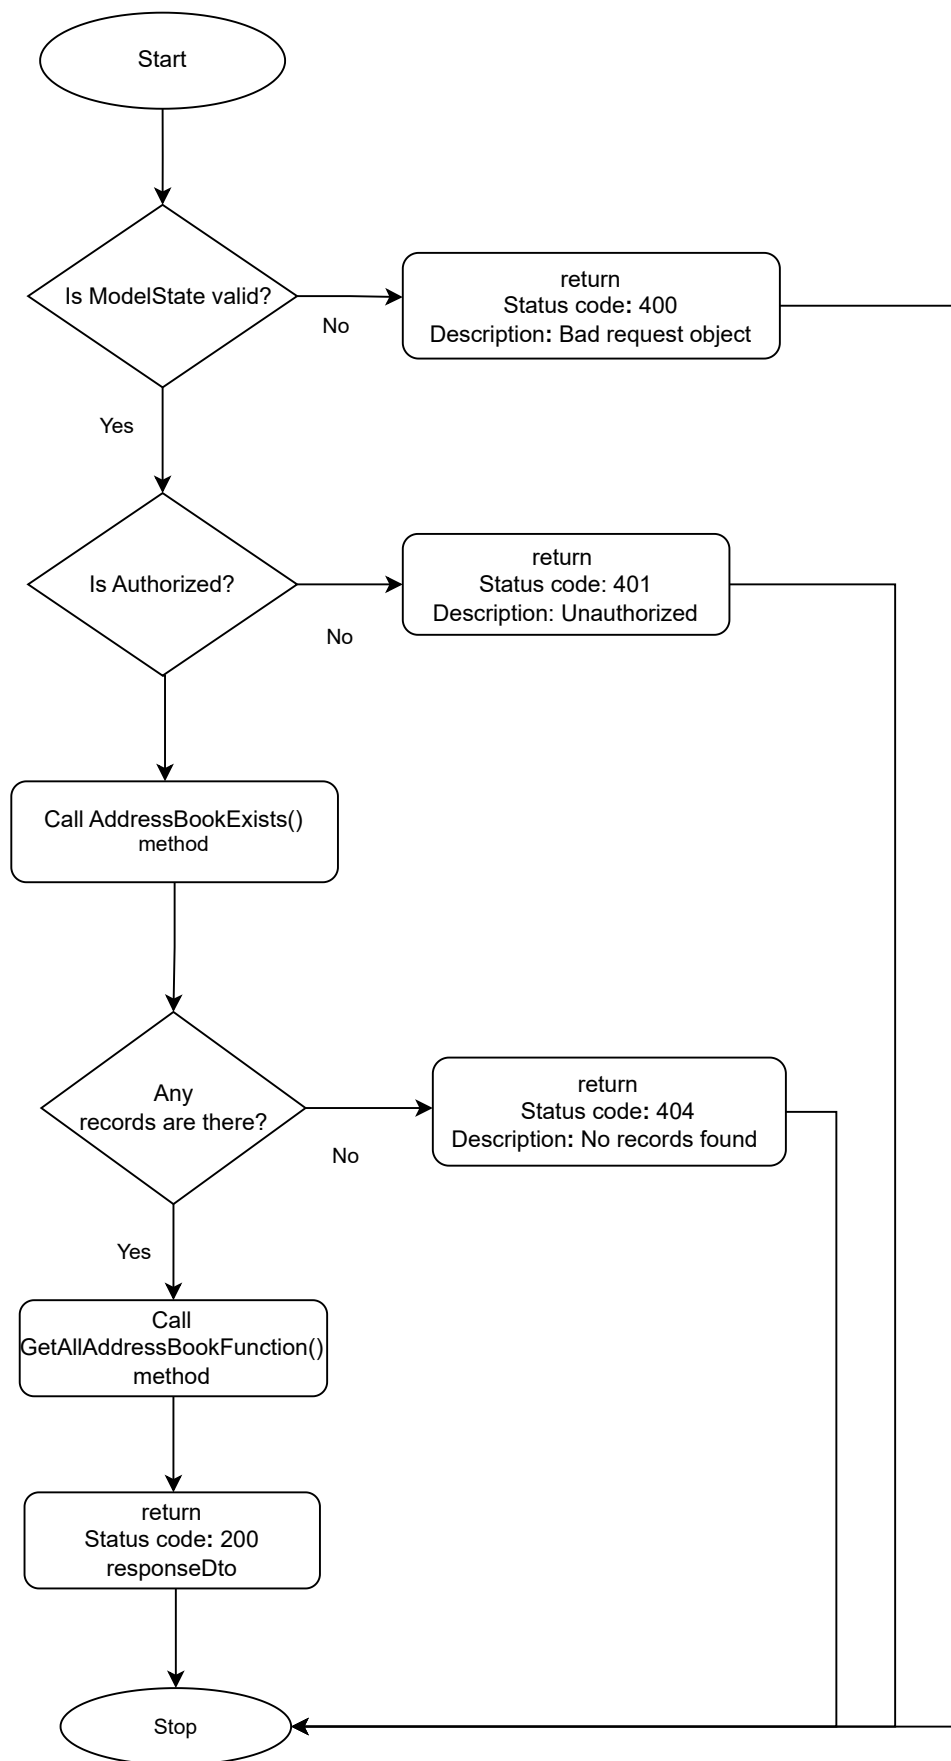 Start
Is ModelState valid?
No
return
Status code: 400
Description: Bad request object
Yes
Is Authorized?
No
return
Status code: 401
Description: Unauthorized
Call AddressBookExists()
method
Any
records are there?
No
return
Status code: 404
Description: No records found
Yes
Call
GetAllAddressBookFunction()
method
return
Status code: 200
responseDto
Stop